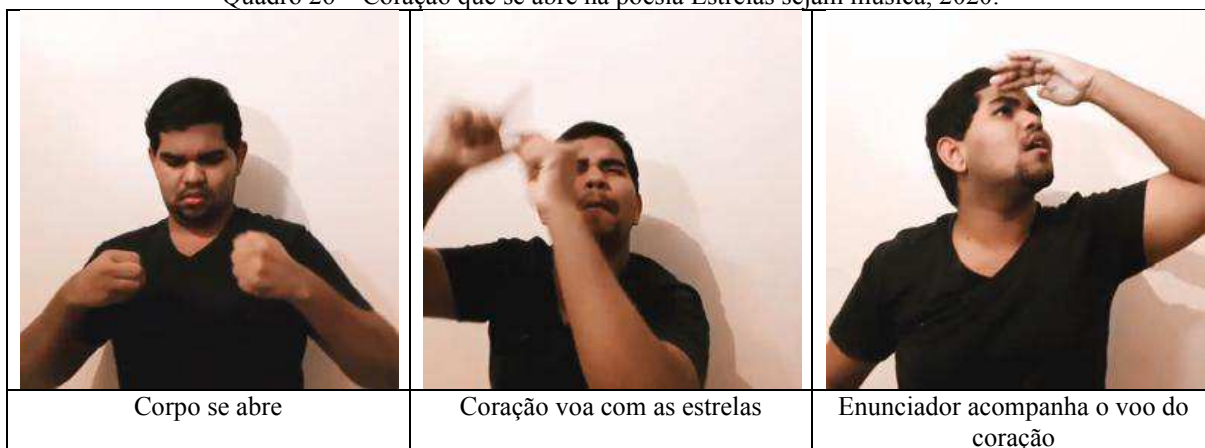 Quadro 26 – Coração que se abre na poesia Estrelas sejam música, 2020.
Corpo se abre
Coração voa com as estrelas
Enunciador acompanha o voo do
coração